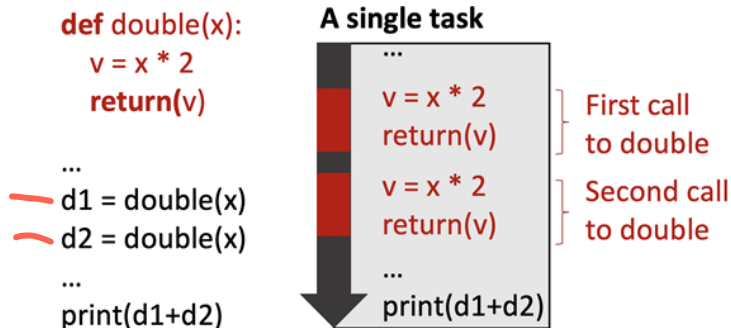 def double(x):
v = x * 2
return(v)
...
d1 = double(x)
d2 = double(x)
...
print(d1+d2)
A single task
...
v = x * 2
return(v)
First call
to double
v = x * 2
return(v)
Second call
to double
...
print(d1+d2)